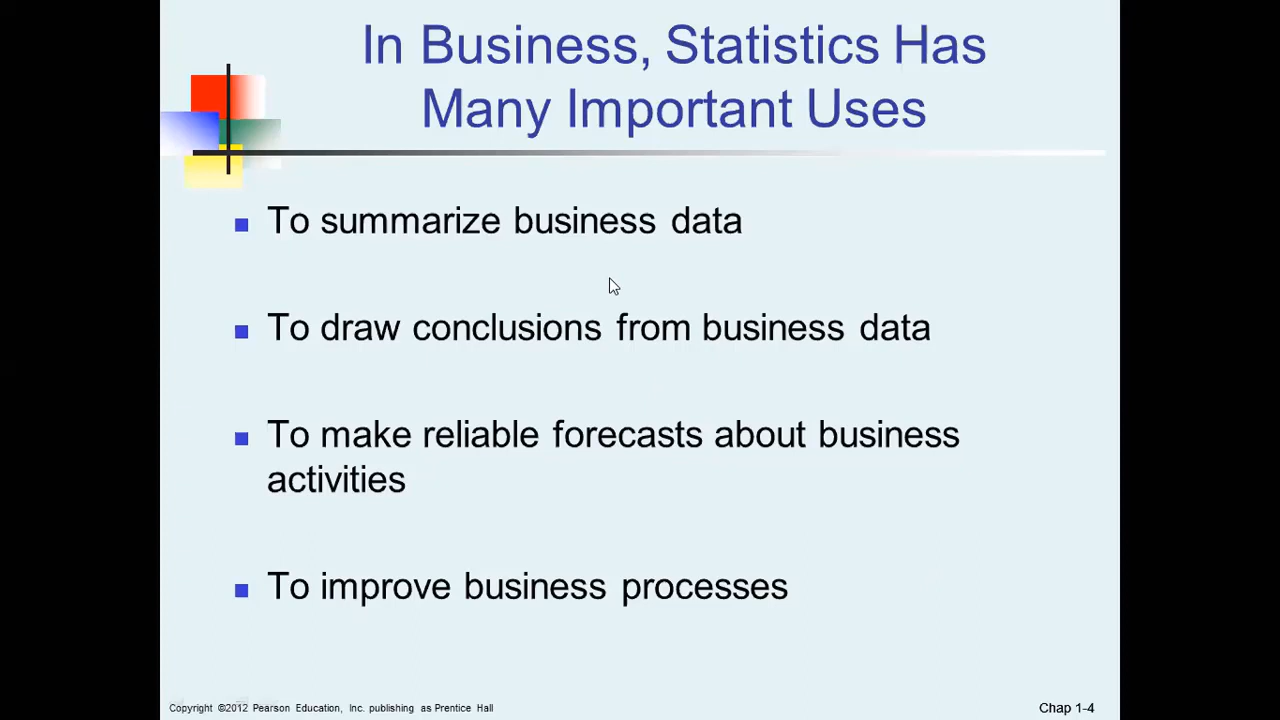 In Business, Statistics Has
Many Important Uses
To summarize business data
To draw conclusions from business data
To make reliable forecasts about business
activities
To improve business processes
Copyright ©2012 Pearson Education, Inc. publishing as Prentice Hall
Chap 1-4